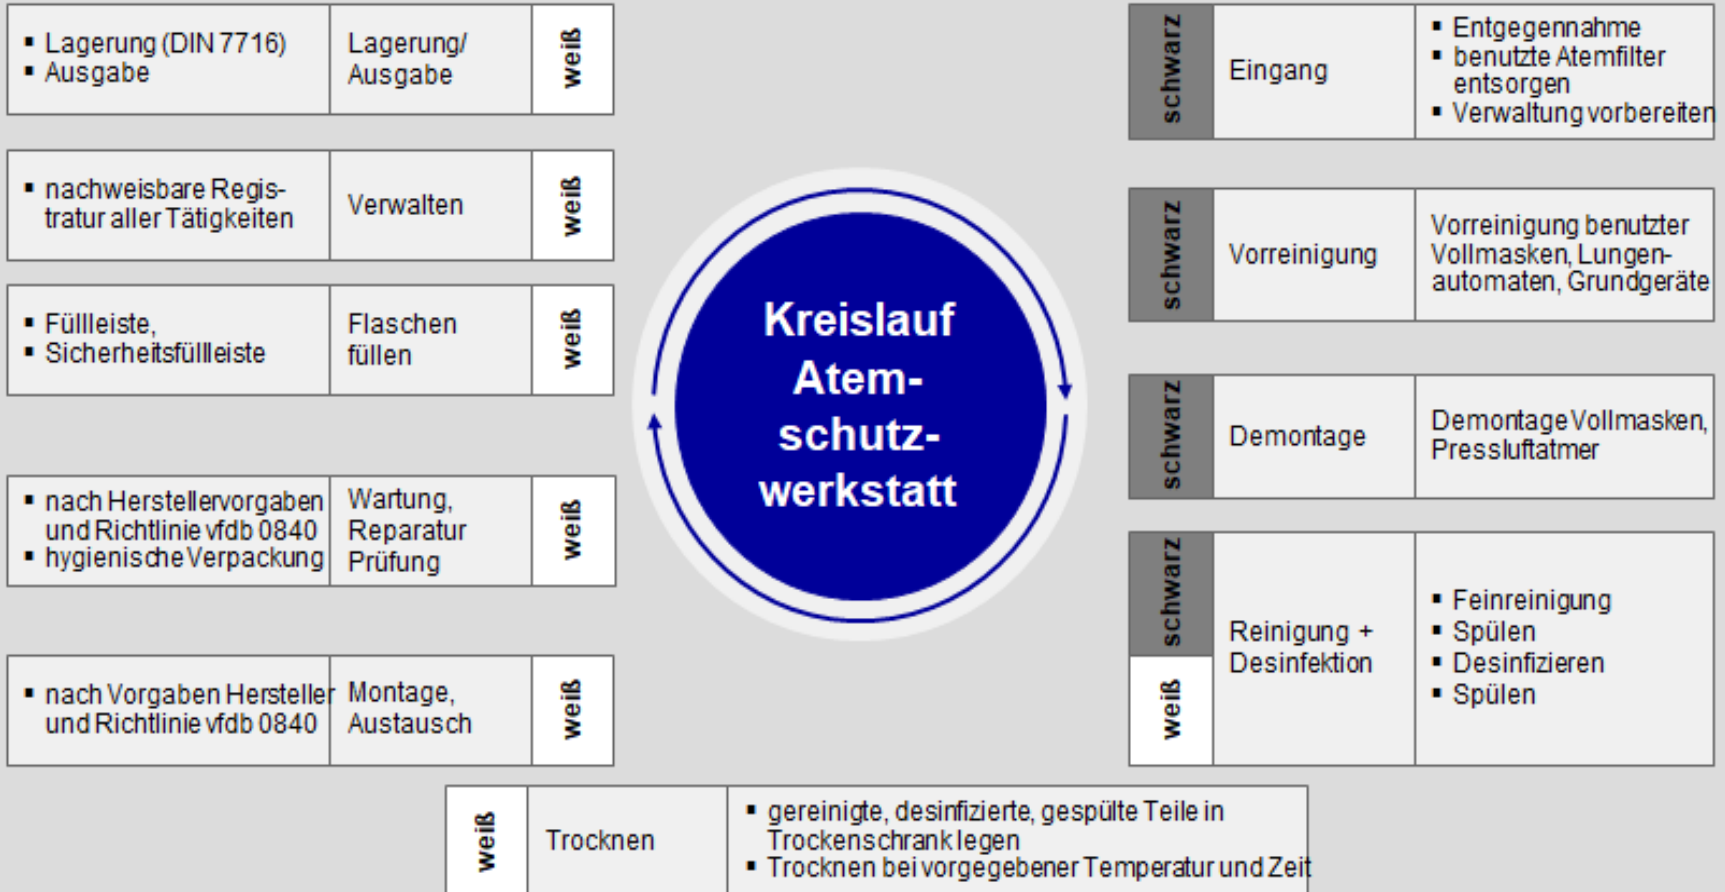 ▪ Lagerung (DIN 7716)
▪ Ausgabe
Lagerung/
Ausgabe
weiß
▪ nachweisbare Regis-
tratur aller Tätigkeiten
Verwalten
weiß
▪ Füllleiste,
▪ Sicherheitsfüllleiste
Flaschen
füllen
weiß
▪ nach Herstellervorgaben
und Richtlinie vfdb 0840
▪ hygienische Verpackung
Wartung,
Reparatur
Prüfung
weiß
▪ nach Vorgaben Hersteller
und Richtlinie vfdb 0840
Montage,
Austausch
weiß
Kreislauf
Atem-
schutz-
werkstatt
schwarz
Eingang
▪ Entgegennahme
▪ benutzte Atemfilter
entsorgen
▪ Verwaltung vorbereiten
schwarz
Vorreinigung
Vorreinigung benutzter
Vollmasken, Lungen-
automaten, Grundgeräte
schwarz
Demontage
Demontage Vollmasken,
Pressluftatmer
schwarz
weiß
Reinigung +
Desinfektion
▪ Feinreinigung
▪ Spülen
▪ Desinfizieren
▪ Spülen
weiß
Trocknen
▪ gereinigte, desinfizierte, gespülte Teile in
Trockenschrank legen
▪ Trocknen bei vorgegebener Temperatur und Zeit